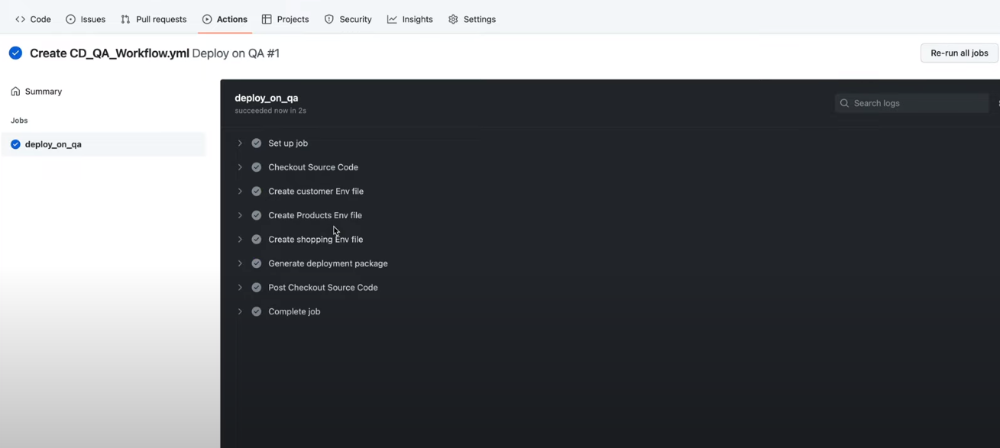 Code Issues Pull requests Actions Projects Security Insights Settings
Create CD_QA_Workflow.yml Deploy on QA #1
Re-run all jobs
Summary
Jobs
deploy_on_qa
deploy_on_qa
succeeded now in 2s
Search logs
Set up job
Checkout Source Code
Create customer Env file
Create Products Env file
Create shopping Env file
Generate deployment package
Post Checkout Source Code
Complete job